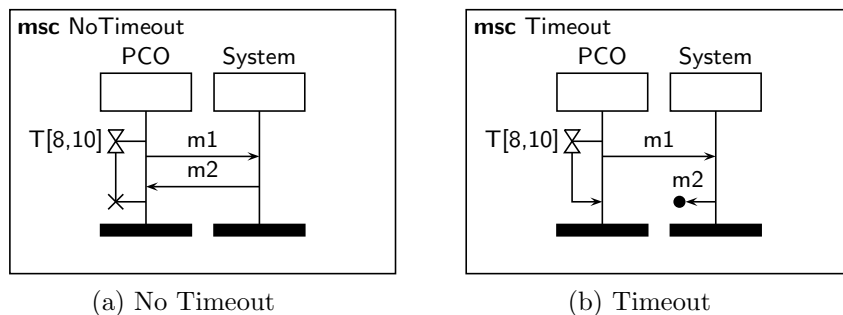 msc NoTimeout
PCO System
T[8,10]
m1
m2
(a) No Timeout
msc Timeout
PCO System
T[8,10]
m1
m2
(b) Timeout